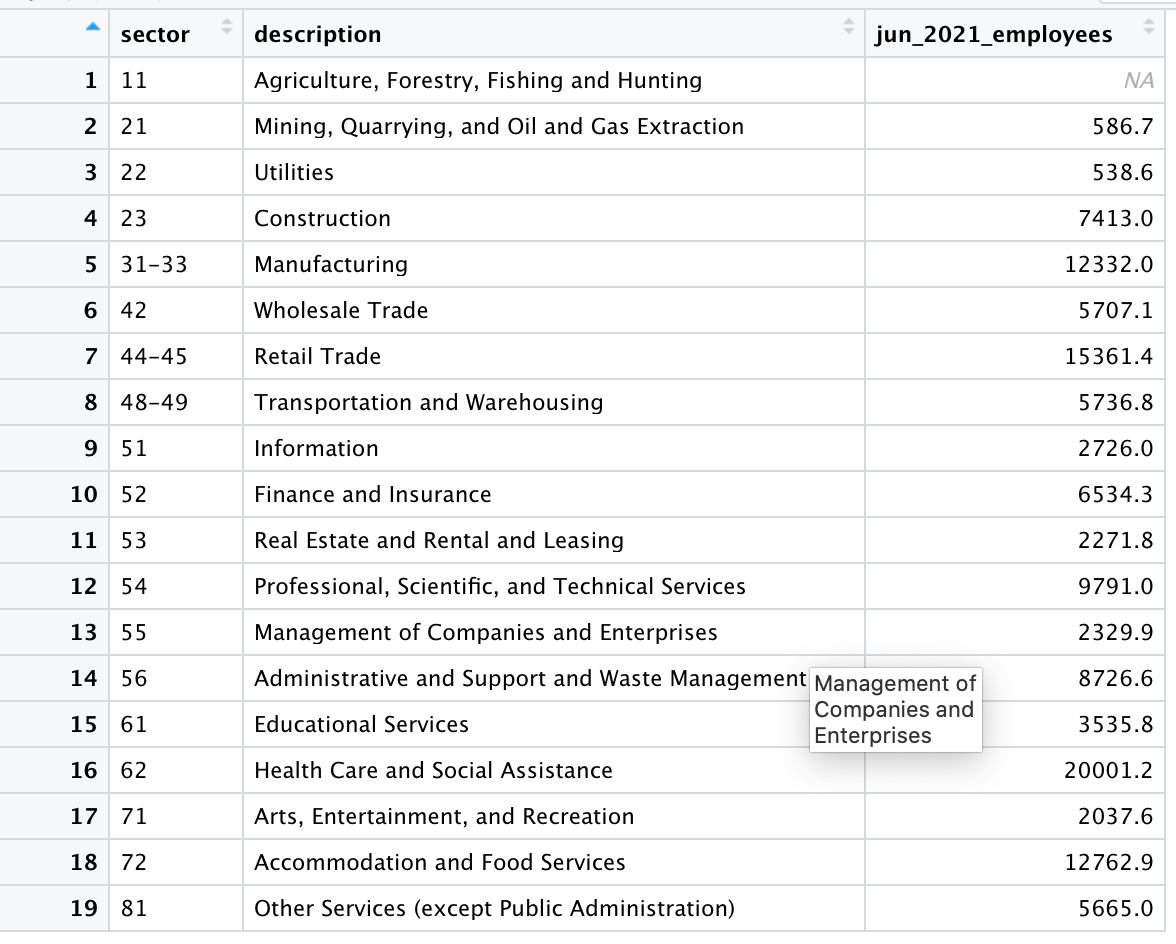 sector description jun_2021_employees
1 11 Agriculture, Forestry, Fishing and Hunting NA
2 21 Mining, Quarrying, and Oil and Gas Extraction 586.7
3 22 Utilities 538.6
4 23 Construction 7413.0
5 31–33 Manufacturing 12332.0
6 42 Wholesale Trade 5707.1
7 44–45 Retail Trade 15361.4
8 48–49 Transportation and Warehousing 5736.8
9 51 Information 2726.0
10 52 Finance and Insurance 6534.3
11 53 Real Estate and Rental and Leasing 2271.8
12 54 Professional, Scientific, and Technical Services 9791.0
13 55 Management of Companies and Enterprises 2329.9
14 56 Administrative and Support and Waste Management 8726.6
Management of
Companies and
Enterprises
15 61 Educational Services 3535.8
16 62 Health Care and Social Assistance 20001.2
17 71 Arts, Entertainment, and Recreation 2037.6
18 72 Accommodation and Food Services 12762.9
19 81 Other Services (except Public Administration) 5665.0